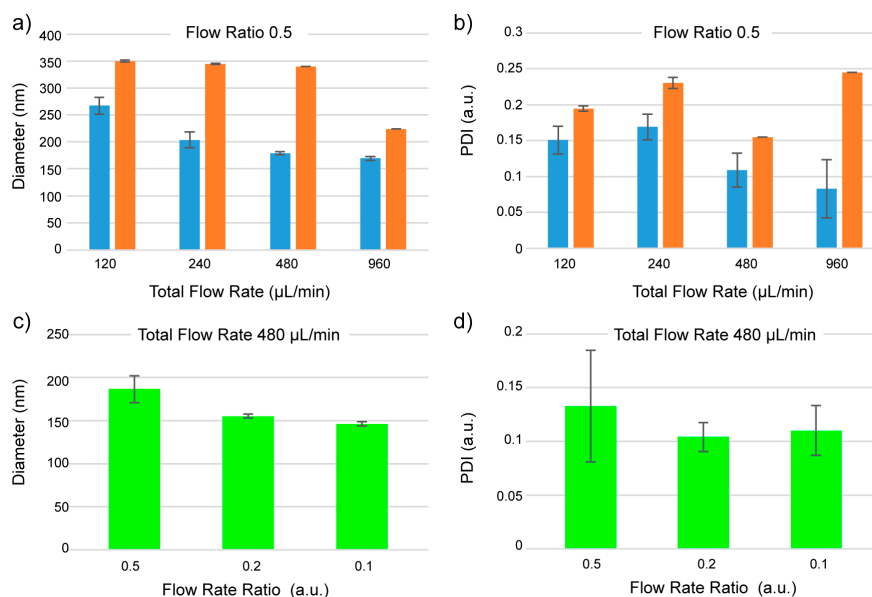 a)
Flow Ratio 0.5
400
350
300
250
200
150
100
50
0
Diameter (nm)
120 240 480 960
Total Flow Rate (µL/min)
b)
Flow Ratio 0.5
0.3
0.25
0.2
0.15
0.1
0.05
0
PDI (a.u.)
120 240 480 960
Total Flow Rate (µL/min)
c)
Total Flow Rate 480 µL/min
250
200
150
100
50
0
Diameter (nm)
0.5 0.2 0.1
Flow Rate Ratio (a.u.)
d)
Total Flow Rate 480 µL/min
0.2
0.15
0.1
0.05
0
PDI (a.u.)
0.5 0.2 0.1
Flow Rate Ratio (a.u.)